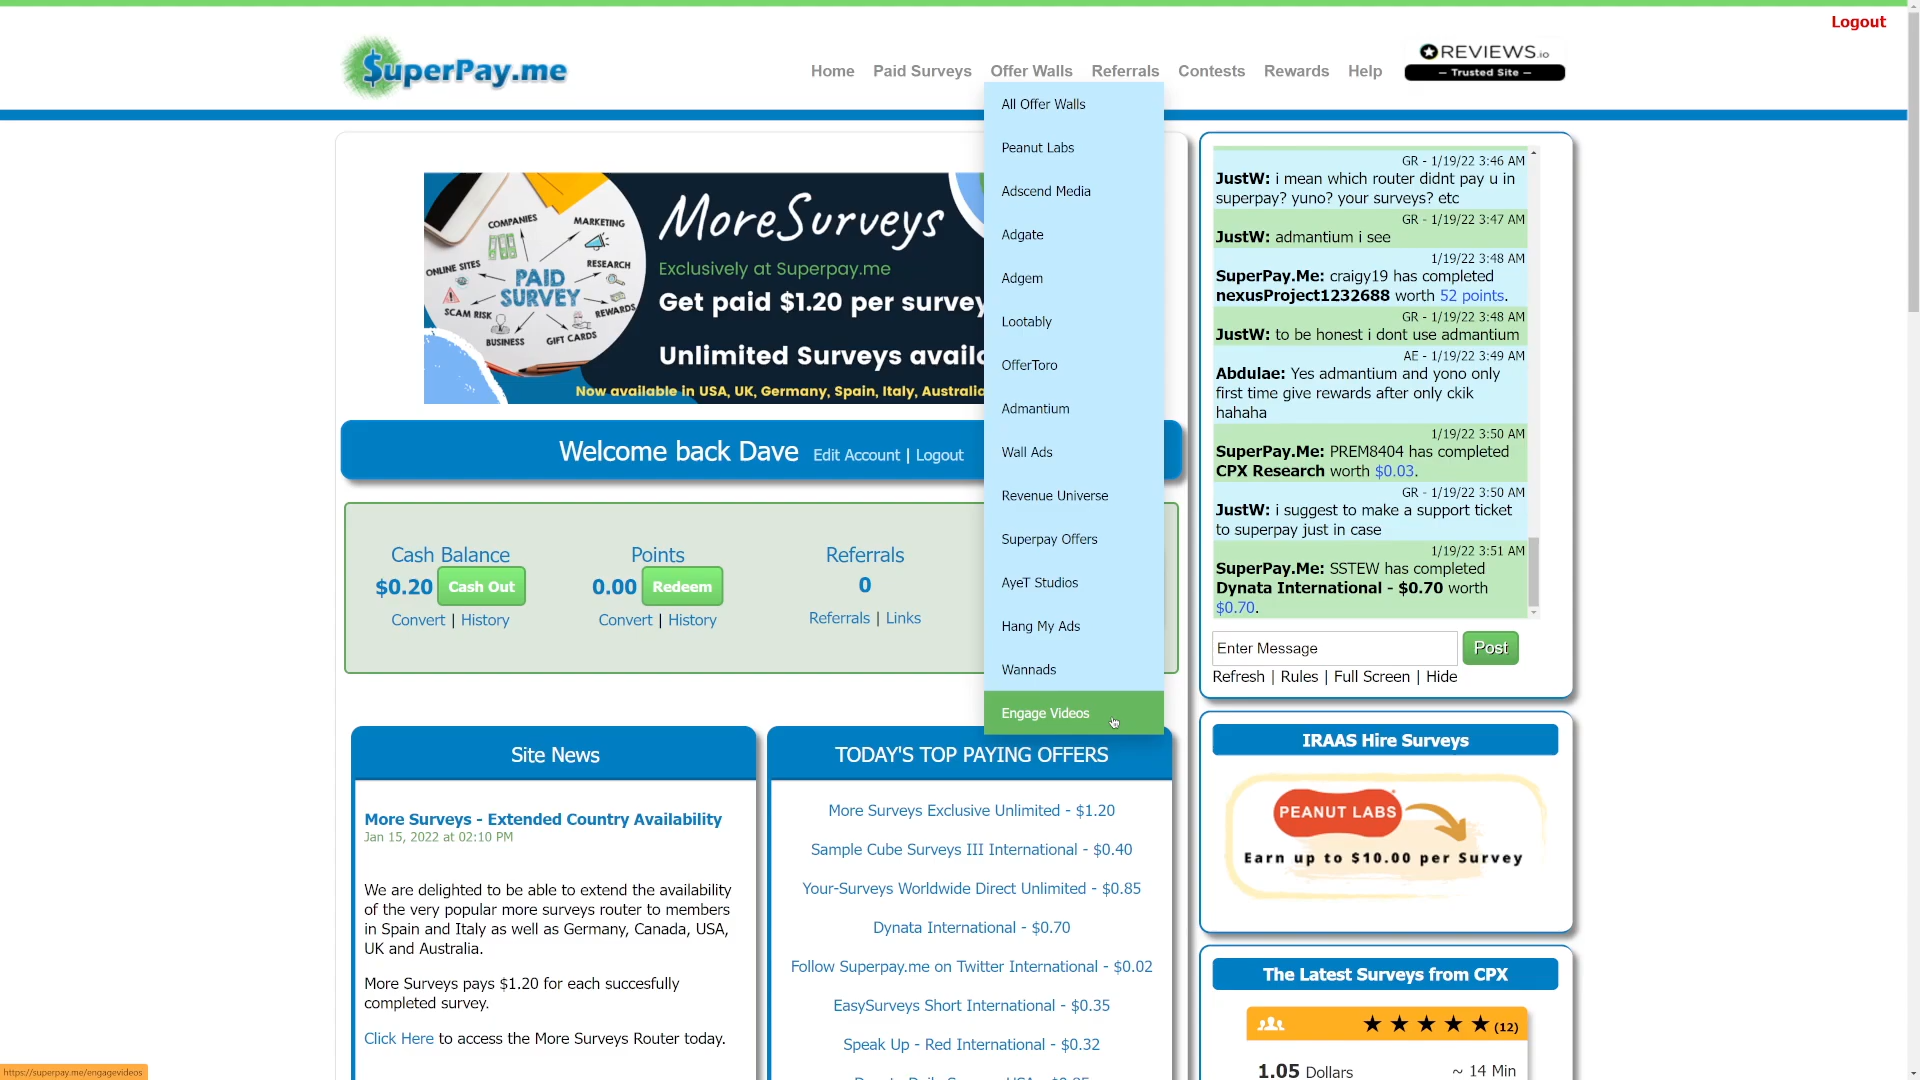 Logout
$uperPay.me
Home Paid Surveys Offer Walls Referrals Contests Rewards Help
REVIEWS.io
— Trusted Site —
All Offer Walls
Peanut Labs
Adscend Media
Adgate
Adgem
Lootably
OfferToro
Admantium
Wall Ads
Revenue Universe
Superpay Offers
AyeT Studios
Hang My Ads
Wannads
Engage Videos
COMPANIES
MARKETING
ONLINE SITES
RESEARCH
PAID
SURVEY
SCAM RISK
REWARDS
BUSINESS
GIFT CARDS
MoreSurveys
Exclusively at Superpay.me
Get paid $1.20 per survey
Unlimited Surveys availa
Now available in USA, UK, Germany, Spain, Italy, Australia
Welcome back Dave Edit Account | Logout
Cash Balance
$0.20 Cash Out
Convert | History
Points
0.00 Redeem
Convert | History
Referrals
0
Referrals | Links
Site News
More Surveys - Extended Country Availability
Jan 15, 2022 at 02:10 PM
We are delighted to be able to extend the availability
of the very popular more surveys router to members
in Spain and Italy as well as Germany, Canada, USA,
UK and Australia.
More Surveys pays $1.20 for each succesfully
completed survey.
Click Here to access the More Surveys Router today.
TODAY'S TOP PAYING OFFERS
More Surveys Exclusive Unlimited - $1.20
Sample Cube Surveys III International - $0.40
Your-Surveys Worldwide Direct Unlimited - $0.85
Dynata International - $0.70
Follow Superpay.me on Twitter International - $0.02
EasySurveys Short International - $0.35
Speak Up - Red International - $0.32
GR - 1/19/22 3:46 AM
JustW: i mean which router didnt pay u in
superpay? yuno? your surveys? etc
GR - 1/19/22 3:47 AM
JustW: admantium i see
1/19/22 3:48 AM
SuperPay.Me: craigy19 has completed
nexusProject1232688 worth 52 points.
GR - 1/19/22 3:48 AM
JustW: to be honest i dont use admantium
AE - 1/19/22 3:49 AM
Abdulae: Yes admantium and yono only
first time give rewards after only ckik
hahaha
1/19/22 3:50 AM
SuperPay.Me: PREM8404 has completed
CPX Research worth $0.03.
GR - 1/19/22 3:50 AM
JustW: i suggest to make a support ticket
to superpay just in case
1/19/22 3:51 AM
SuperPay.Me: SSTEW has completed
Dynata International - $0.70 worth
$0.70.
Enter Message Post
Refresh | Rules | Full Screen | Hide
IRAAS Hire Surveys
PEANUT LABS
Earn up to $10.00 per Survey
The Latest Surveys from CPX
(12)
1.05 Dollars ~ 14 Min
https://superpay.me/engagevideos